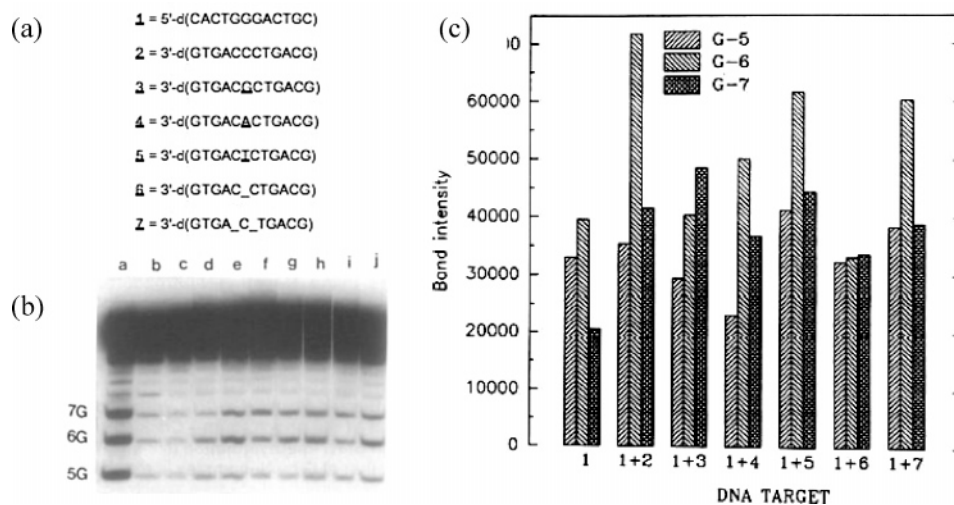 (a)
1 = 5'-d(CACTGGGACTGC)
2 = 3'-d(GTGACCCTGACG)
3 = 3'-d(GTGACGCTGACG)
4 = 3'-d(GTGACACTGACG)
5 = 3'-d(GTGACTCTGACG)
6 = 3'-d(GTGAC_CTGACG)
7 = 3'-d(GTGA_C_TGACG)
(b)
a b c d e f g h i j
7G
6G
5G
(c)
G-5
G-6
G-7
Band intensity
60000
50000
40000
30000
20000
10000
0
1 1+2 1+3 1+4 1+5 1+6 1+7
DNA TARGET